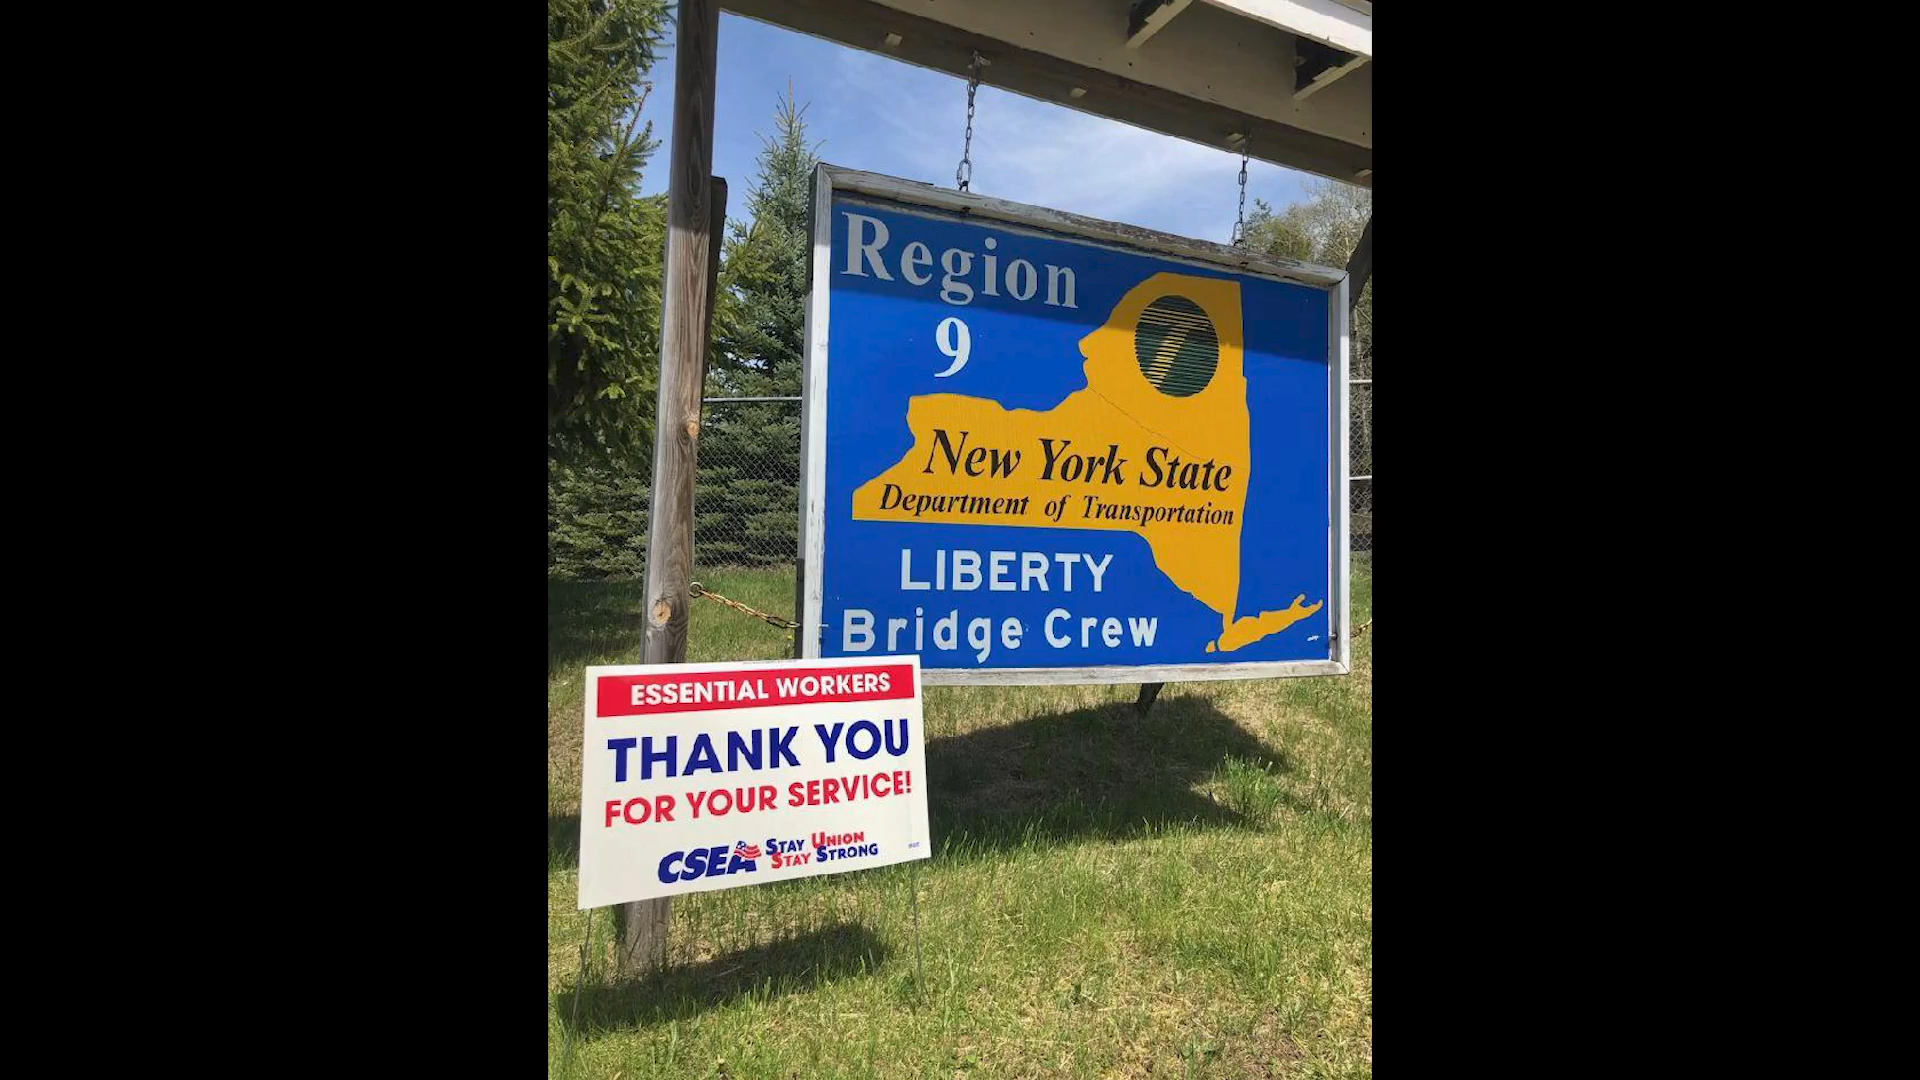 Region
9
New York State
Department of Transportation
LIBERTY
Bridge Crew
ESSENTIAL WORKERS
THANK YOU
FOR YOUR SERVICE!
CSEA STAY UNION
STAY STRONG